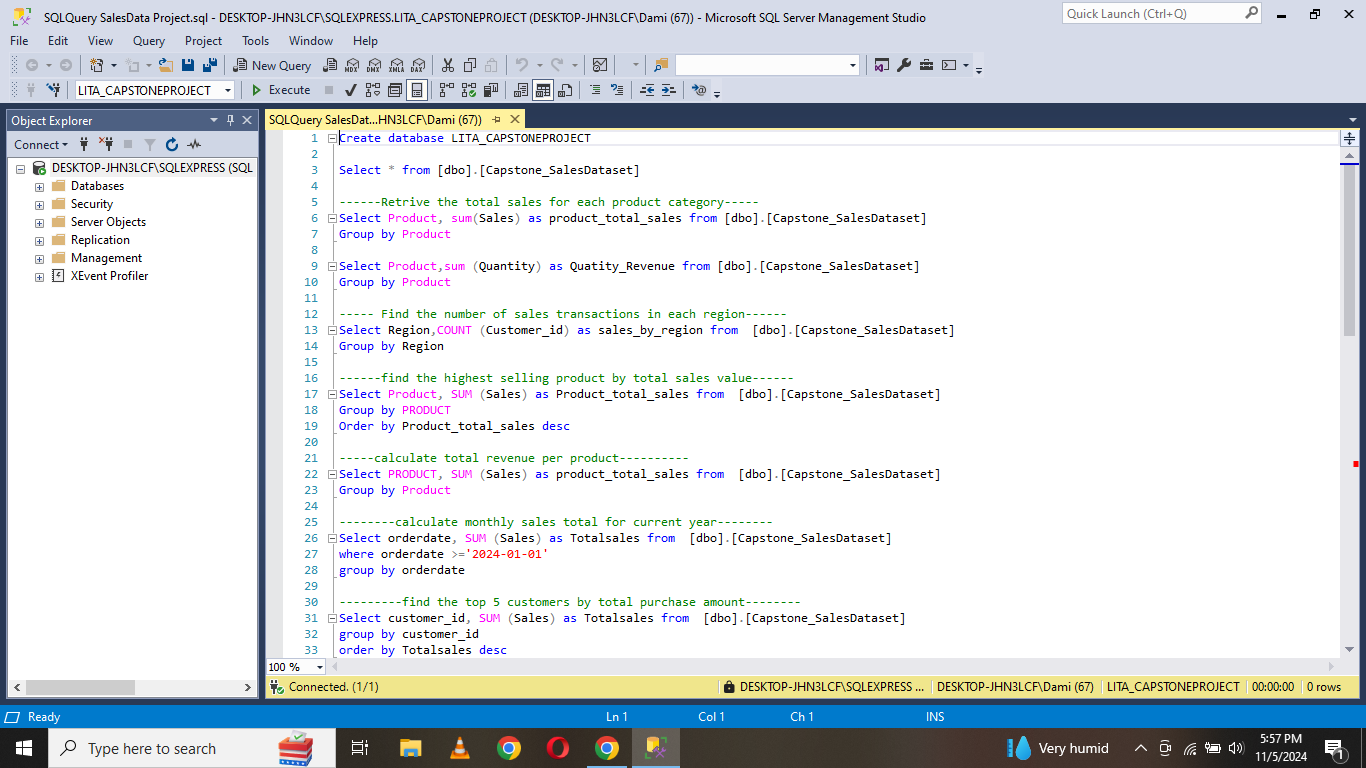 SQLQuery SalesData Project.sql - DESKTOP-JHN3LCF\SQLEXPRESS.LITA_CAPSTONEPROJECT (DESKTOP-JHN3LCF\Dami (67)) - Microsoft SQL Server Management Studio
Quick Launch (Ctrl+Q)
File Edit View Query Project Tools Window Help
New Query MDX DMX XMLA DAX
LITA_CAPSTONEPROJECT Execute
Object Explorer
SQLQuery SalesDat...HN3LCF\Dami (67))
Connect
DESKTOP-JHN3LCF\SQLEXPRESS (SQL
Databases
Security
Server Objects
Replication
Management
XEvent Profiler
1 Create database LITA_CAPSTONEPROJECT
2
3 Select * from [dbo].[Capstone_SalesDataset]
4
5 ------Retrive the total sales for each product category-----
6 Select Product, sum(Sales) as product_total_sales from [dbo].[Capstone_SalesDataset]
7 Group by Product
8
9 Select Product,sum (Quantity) as Quatity_Revenue from [dbo].[Capstone_SalesDataset]
10 Group by Product
11
12 ----- Find the number of sales transactions in each region------
13 Select Region,COUNT (Customer_id) as sales_by_region from  [dbo].[Capstone_SalesDataset]
14 Group by Region
15
16 ------find the highest selling product by total sales value------
17 Select Product, SUM (Sales) as Product_total_sales from  [dbo].[Capstone_SalesDataset]
18 Group by PRODUCT
19 Order by Product_total_sales desc
20
21 -----calculate total revenue per product----------
22 Select PRODUCT, SUM (Sales) as product_total_sales from  [dbo].[Capstone_SalesDataset]
23 Group by Product
24
25 --------calculate monthly sales total for current year--------
26 Select orderdate, SUM (Sales) as Totalsales from  [dbo].[Capstone_SalesDataset]
27 where orderdate >='2024-01-01'
28 group by orderdate
29
30 ---------find the top 5 customers by total purchase amount--------
31 Select customer_id, SUM (Sales) as Totalsales from  [dbo].[Capstone_SalesDataset]
32 group by customer_id
33 order by Totalsales desc
100 %
Connected. (1/1) DESKTOP-JHN3LCF\SQLEXPRESS ... DESKTOP-JHN3LCF\Dami (67) LITA_CAPSTONEPROJECT 00:00:00 0 rows
Ready Ln 1 Col 1 Ch 1 INS
Type here to search Very humid 5:57 PM
11/5/2024 1